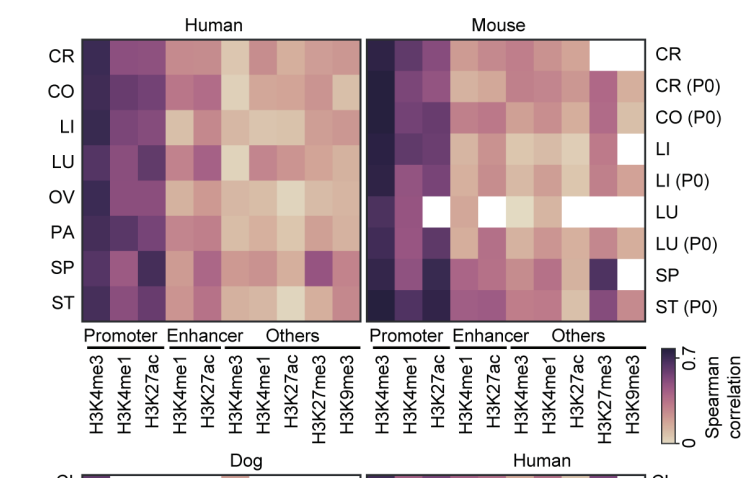 Human
Mouse
CR
CO
LI
LU
OV
PA
SP
ST
CR
CR (P0)
CO (P0)
LI
LI (P0)
LU
LU (P0)
SP
ST (P0)
Promoter Enhancer Others
Promoter Enhancer Others
H3K4me3
H3K4me1
H3K27ac
H3K4me1
H3K27ac
H3K4me3
H3K4me1
H3K27ac
H3K27me3
H3K9me3
H3K4me3
H3K4me1
H3K27ac
H3K4me1
H3K27ac
H3K4me3
H3K4me1
H3K27ac
H3K27me3
H3K9me3
0.7
0
Spearman
correlation
Dog
Human